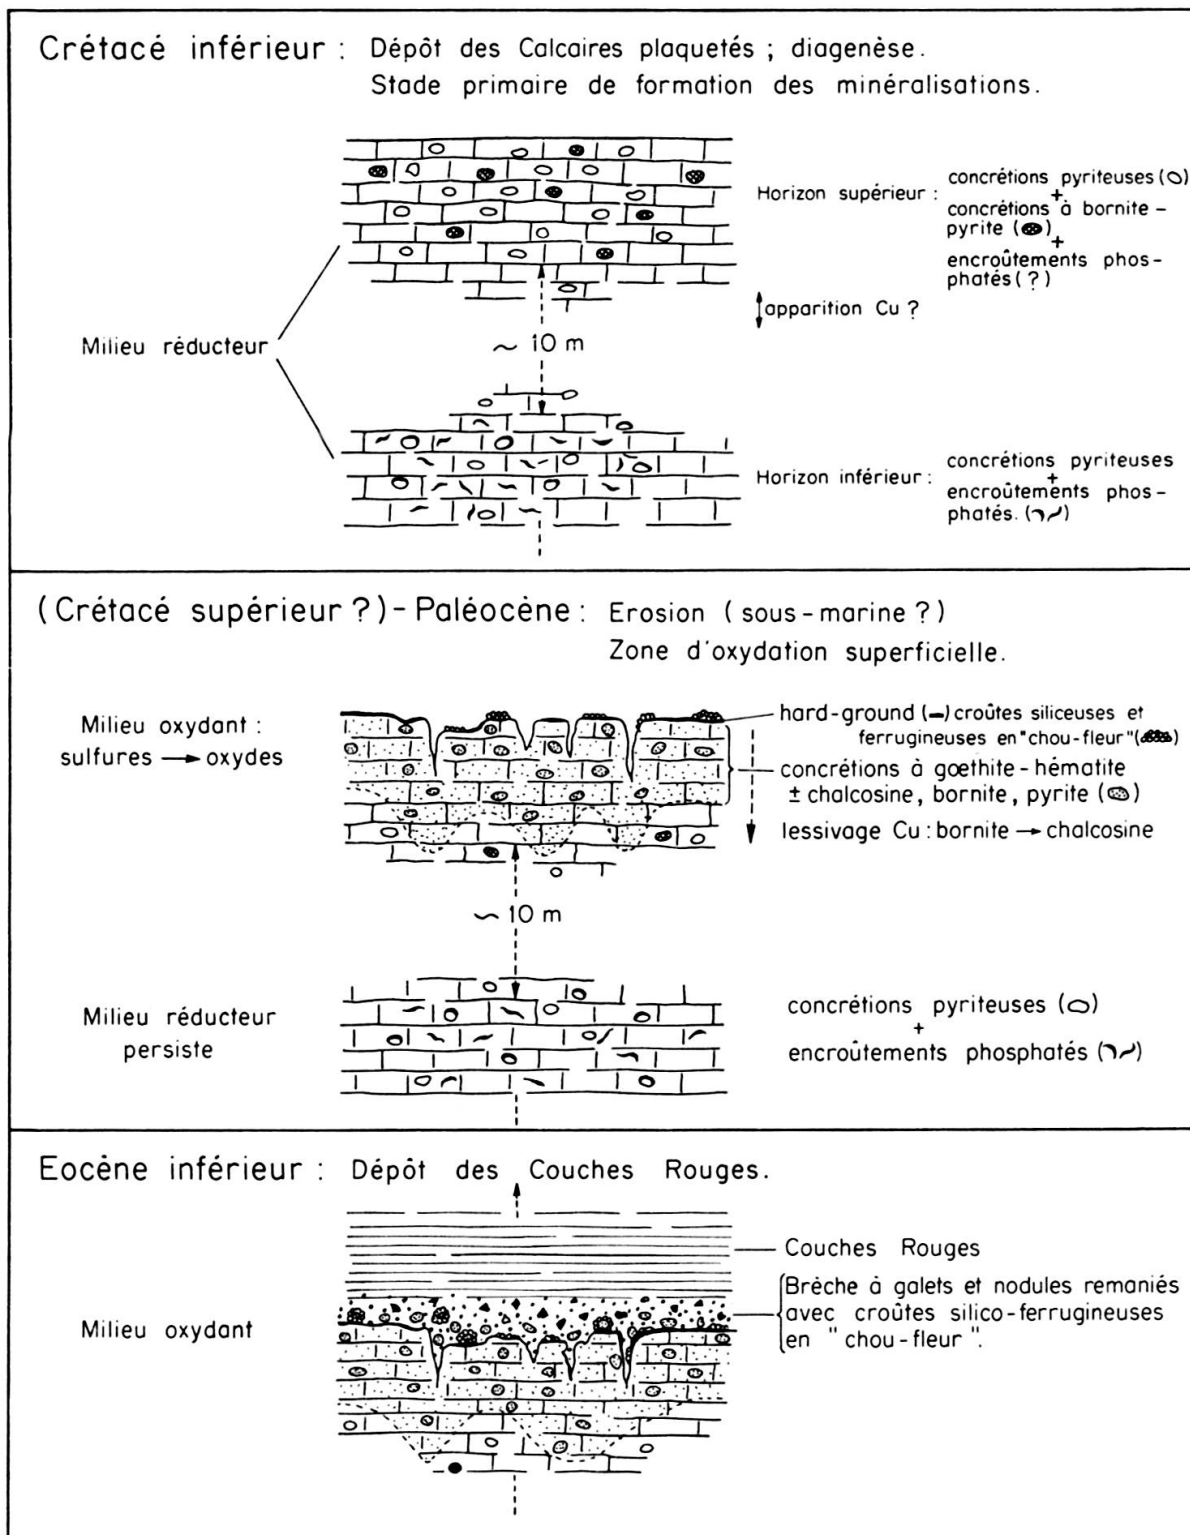 Crétacé inférieur : Dépôt des Calcaires plaquetés ; diagenèse.
Stade primaire de formation des minéralisations.
Horizon supérieur :
concrétions pyriteuses ( )
+
concrétions à bornite-
pyrite ( )
+
encroûtements phos-
phatés (?)
apparition Cu ?
Milieu réducteur
~ 10 m
Horizon inférieur :
concrétions pyriteuses
+
encroûtements phos-
phatés. ( )
(Crétacé supérieur ?) - Paléocène : Erosion (sous-marine ?)
Zone d'oxydation superficielle.
Milieu oxydant :
sulfures → oxydes
hard-ground ( ) croûtes siliceuses et
ferrugineuses en "chou-fleur" ( )
concrétions à goethite-hématite
± chalcosine, bornite, pyrite ( )
lessivage Cu : bornite → chalcosine
~ 10 m
Milieu réducteur
persiste
concrétions pyriteuses ( )
+
encroûtements phosphatés ( )
Eocène inférieur : Dépôt des Couches Rouges.
Couches Rouges
Brèche à galets et nodules remaniés
avec croûtes silico-ferrugineuses
en "chou-fleur".
Milieu oxydant